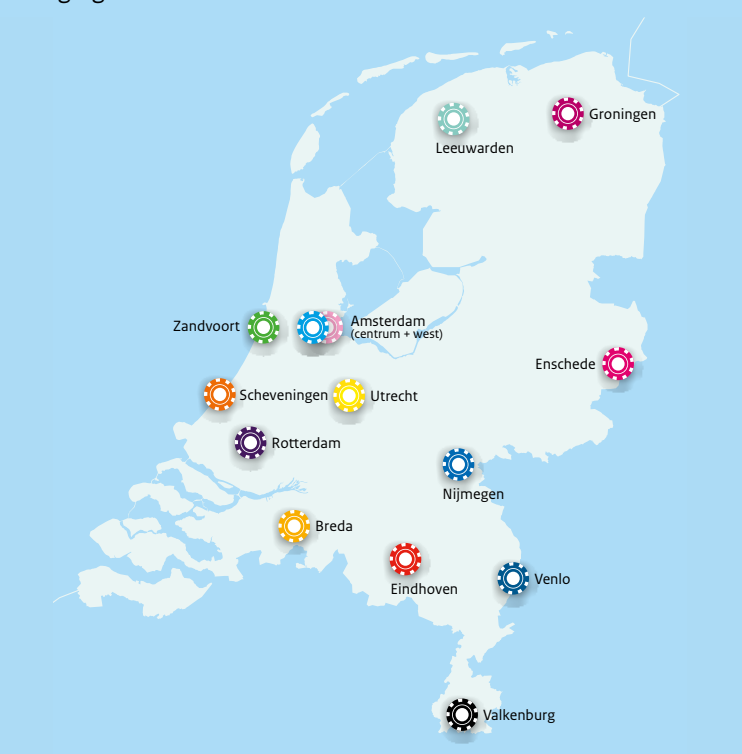 Groningen
Leeuwarden
Zandvoort
Amsterdam
(centrum + west)
Enschede
Scheveningen
Utrecht
Rotterdam
Nijmegen
Breda
Venlo
Eindhoven
Valkenburg